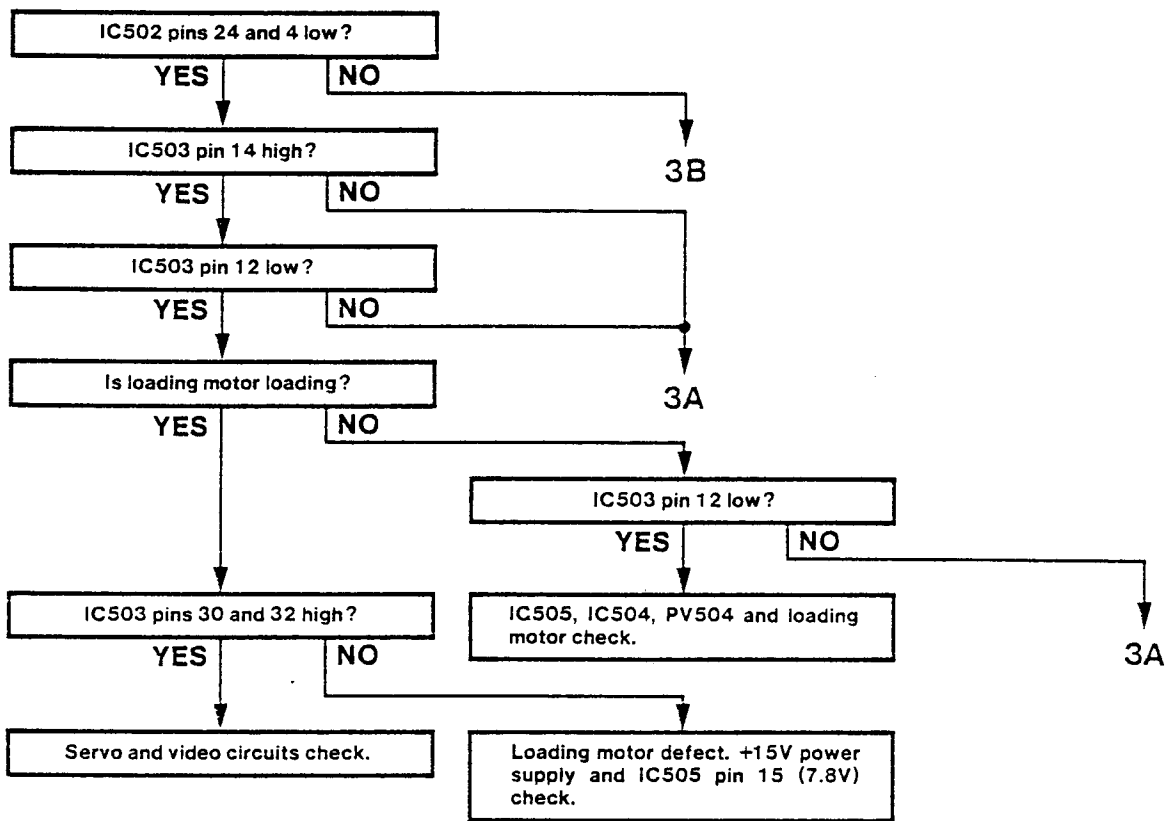 IC502 pins 24 and 4 low?
YES NO
3B
IC503 pin 14 high?
YES NO
IC503 pin 12 low?
YES NO
3A
Is loading motor loading?
YES NO
IC503 pin 12 low?
YES NO
3A
IC503 pins 30 and 32 high?
YES NO
IC505, IC504, PV504 and loading
motor check.
Servo and video circuits check.
Loading motor defect. +15V power
supply and IC505 pin 15 (7.8V)
check.